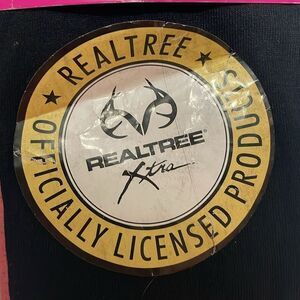 REALTREE
REALTREE®
Xtra
OFFICIALLY LICENSED PRODUCTS